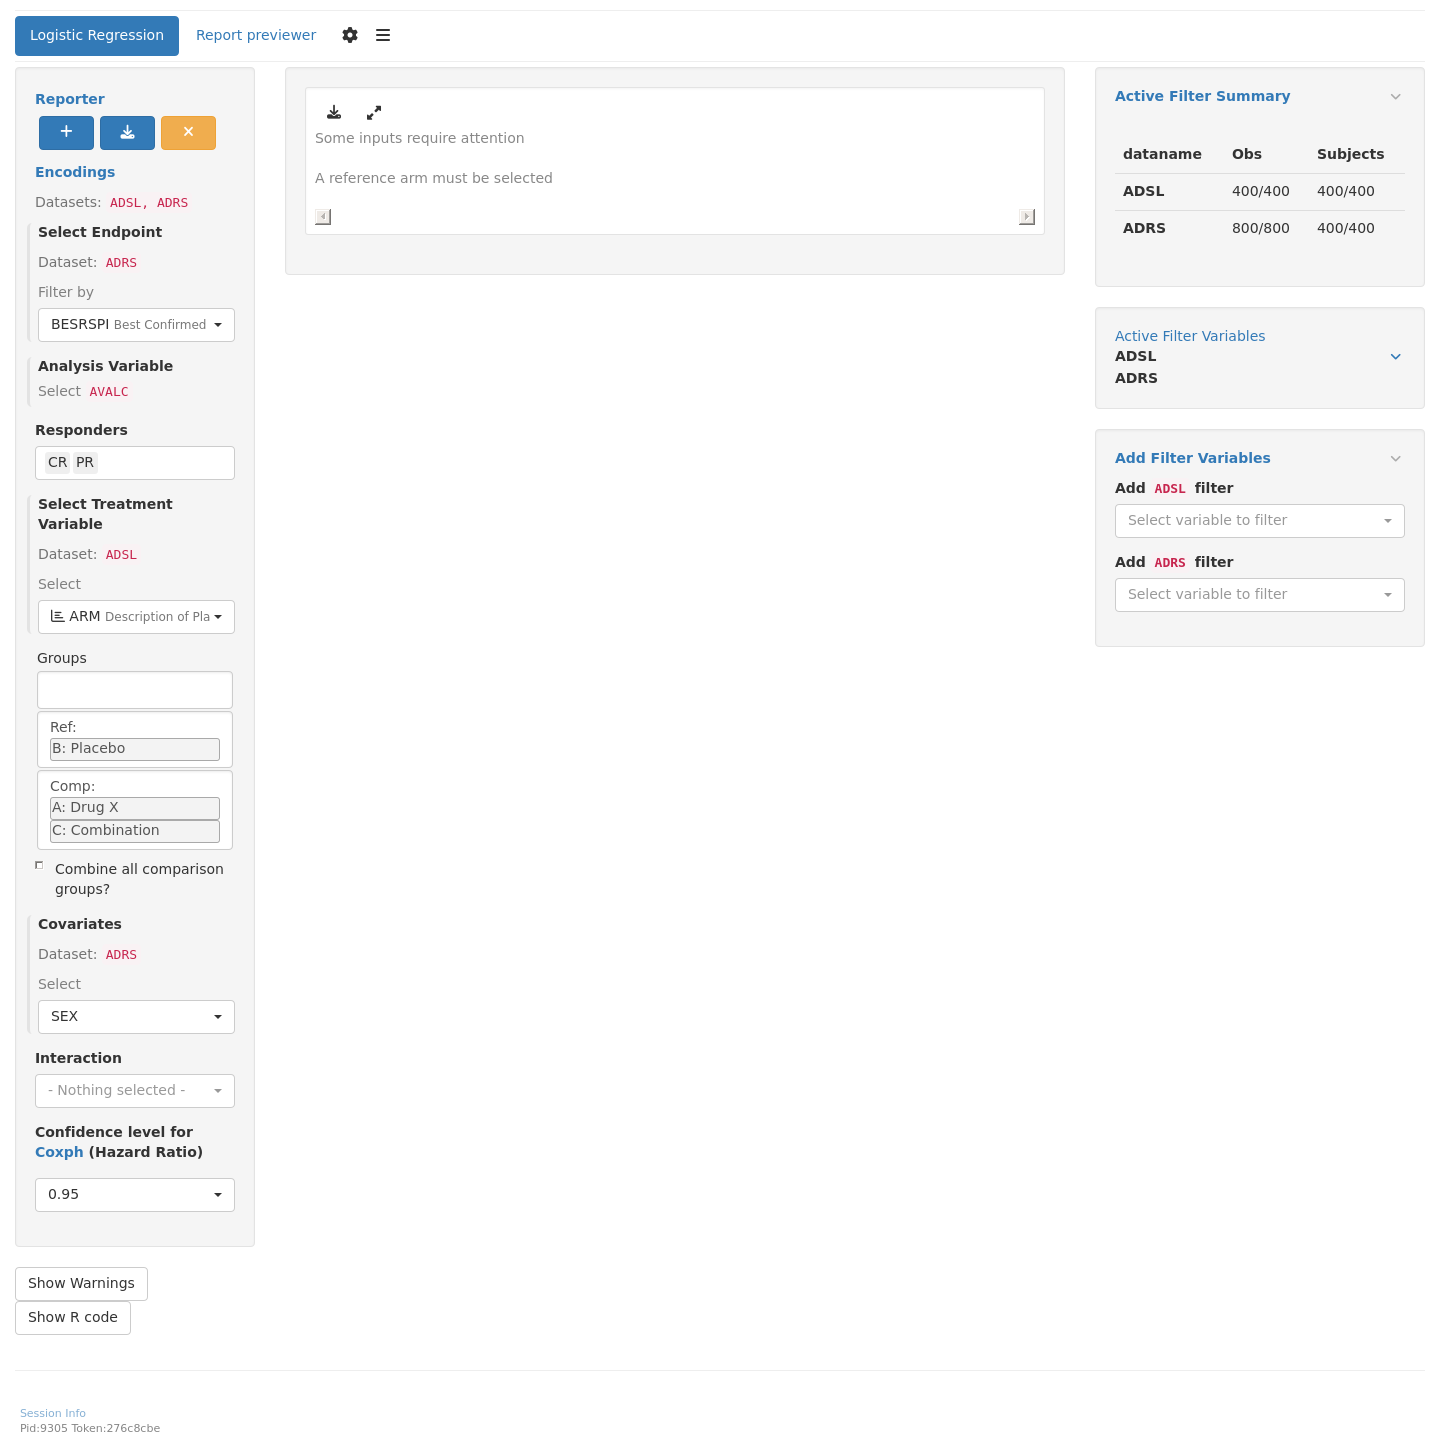 Logistic Regression
Report previewer
Reporter
Encodings
Datasets: ADSL, ADRS
Select Endpoint
Dataset: ADRS
Filter by
BESRSPI Best Confirmed
Analysis Variable
Select AVALC
Responders
CR PR
Select Treatment
Variable
Dataset: ADSL
Select
ARM Description of Pla
Groups
Ref:
B: Placebo
Comp:
A: Drug X
C: Combination
Combine all comparison
groups?
Covariates
Dataset: ADRS
Select
SEX
Interaction
- Nothing selected -
Confidence level for
Coxph (Hazard Ratio)
0.95
Show Warnings
Show R code
Some inputs require attention
A reference arm must be selected
Active Filter Summary
dataname Obs Subjects
ADSL 400/400 400/400
ADRS 800/800 400/400
Active Filter Variables
ADSL
ADRS
Add Filter Variables
Add ADSL filter
Select variable to filter
Add ADRS filter
Select variable to filter
Session Info
Pid:9305 Token:276c8cbe